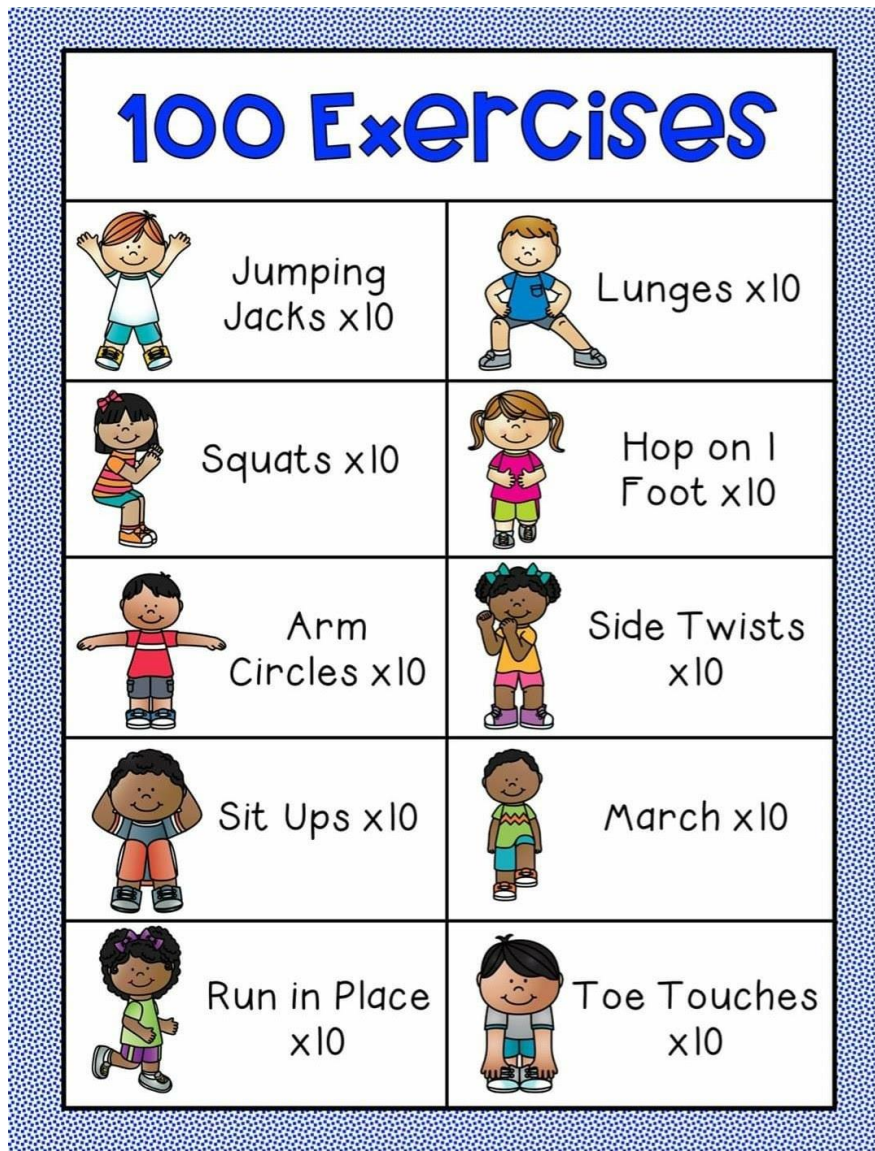 100 Exercises
Jumping
Jacks x10
Lunges x10
Squats x10
Hop on 1
Foot x10
Arm
Circles x10
Side Twists
x10
Sit Ups x10
March x10
Run in Place
x10
Toe Touches
x10